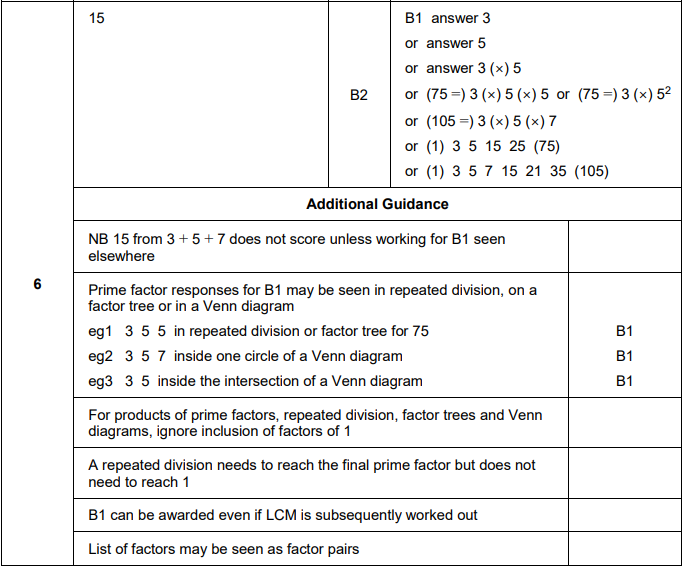 15
B2
B1 answer 3
or answer 5
or answer 3 (×) 5
or (75 =) 3 (×) 5 (×) 5 or (75 =) 3 (×) 5²
or (105 =) 3 (×) 5 (×) 7
or (1) 3 5 15 25 (75)
or (1) 3 5 7 15 21 35 (105)
Additional Guidance
NB 15 from 3 + 5 + 7 does not score unless working for B1 seen
elsewhere
6
Prime factor responses for B1 may be seen in repeated division, on a
factor tree or in a Venn diagram
eg1 3 5 5 in repeated division or factor tree for 75 B1
eg2 3 5 7 inside one circle of a Venn diagram B1
eg3 3 5 inside the intersection of a Venn diagram B1
For products of prime factors, repeated division, factor trees and Venn
diagrams, ignore inclusion of factors of 1
A repeated division needs to reach the final prime factor but does not
need to reach 1
B1 can be awarded even if LCM is subsequently worked out
List of factors may be seen as factor pairs